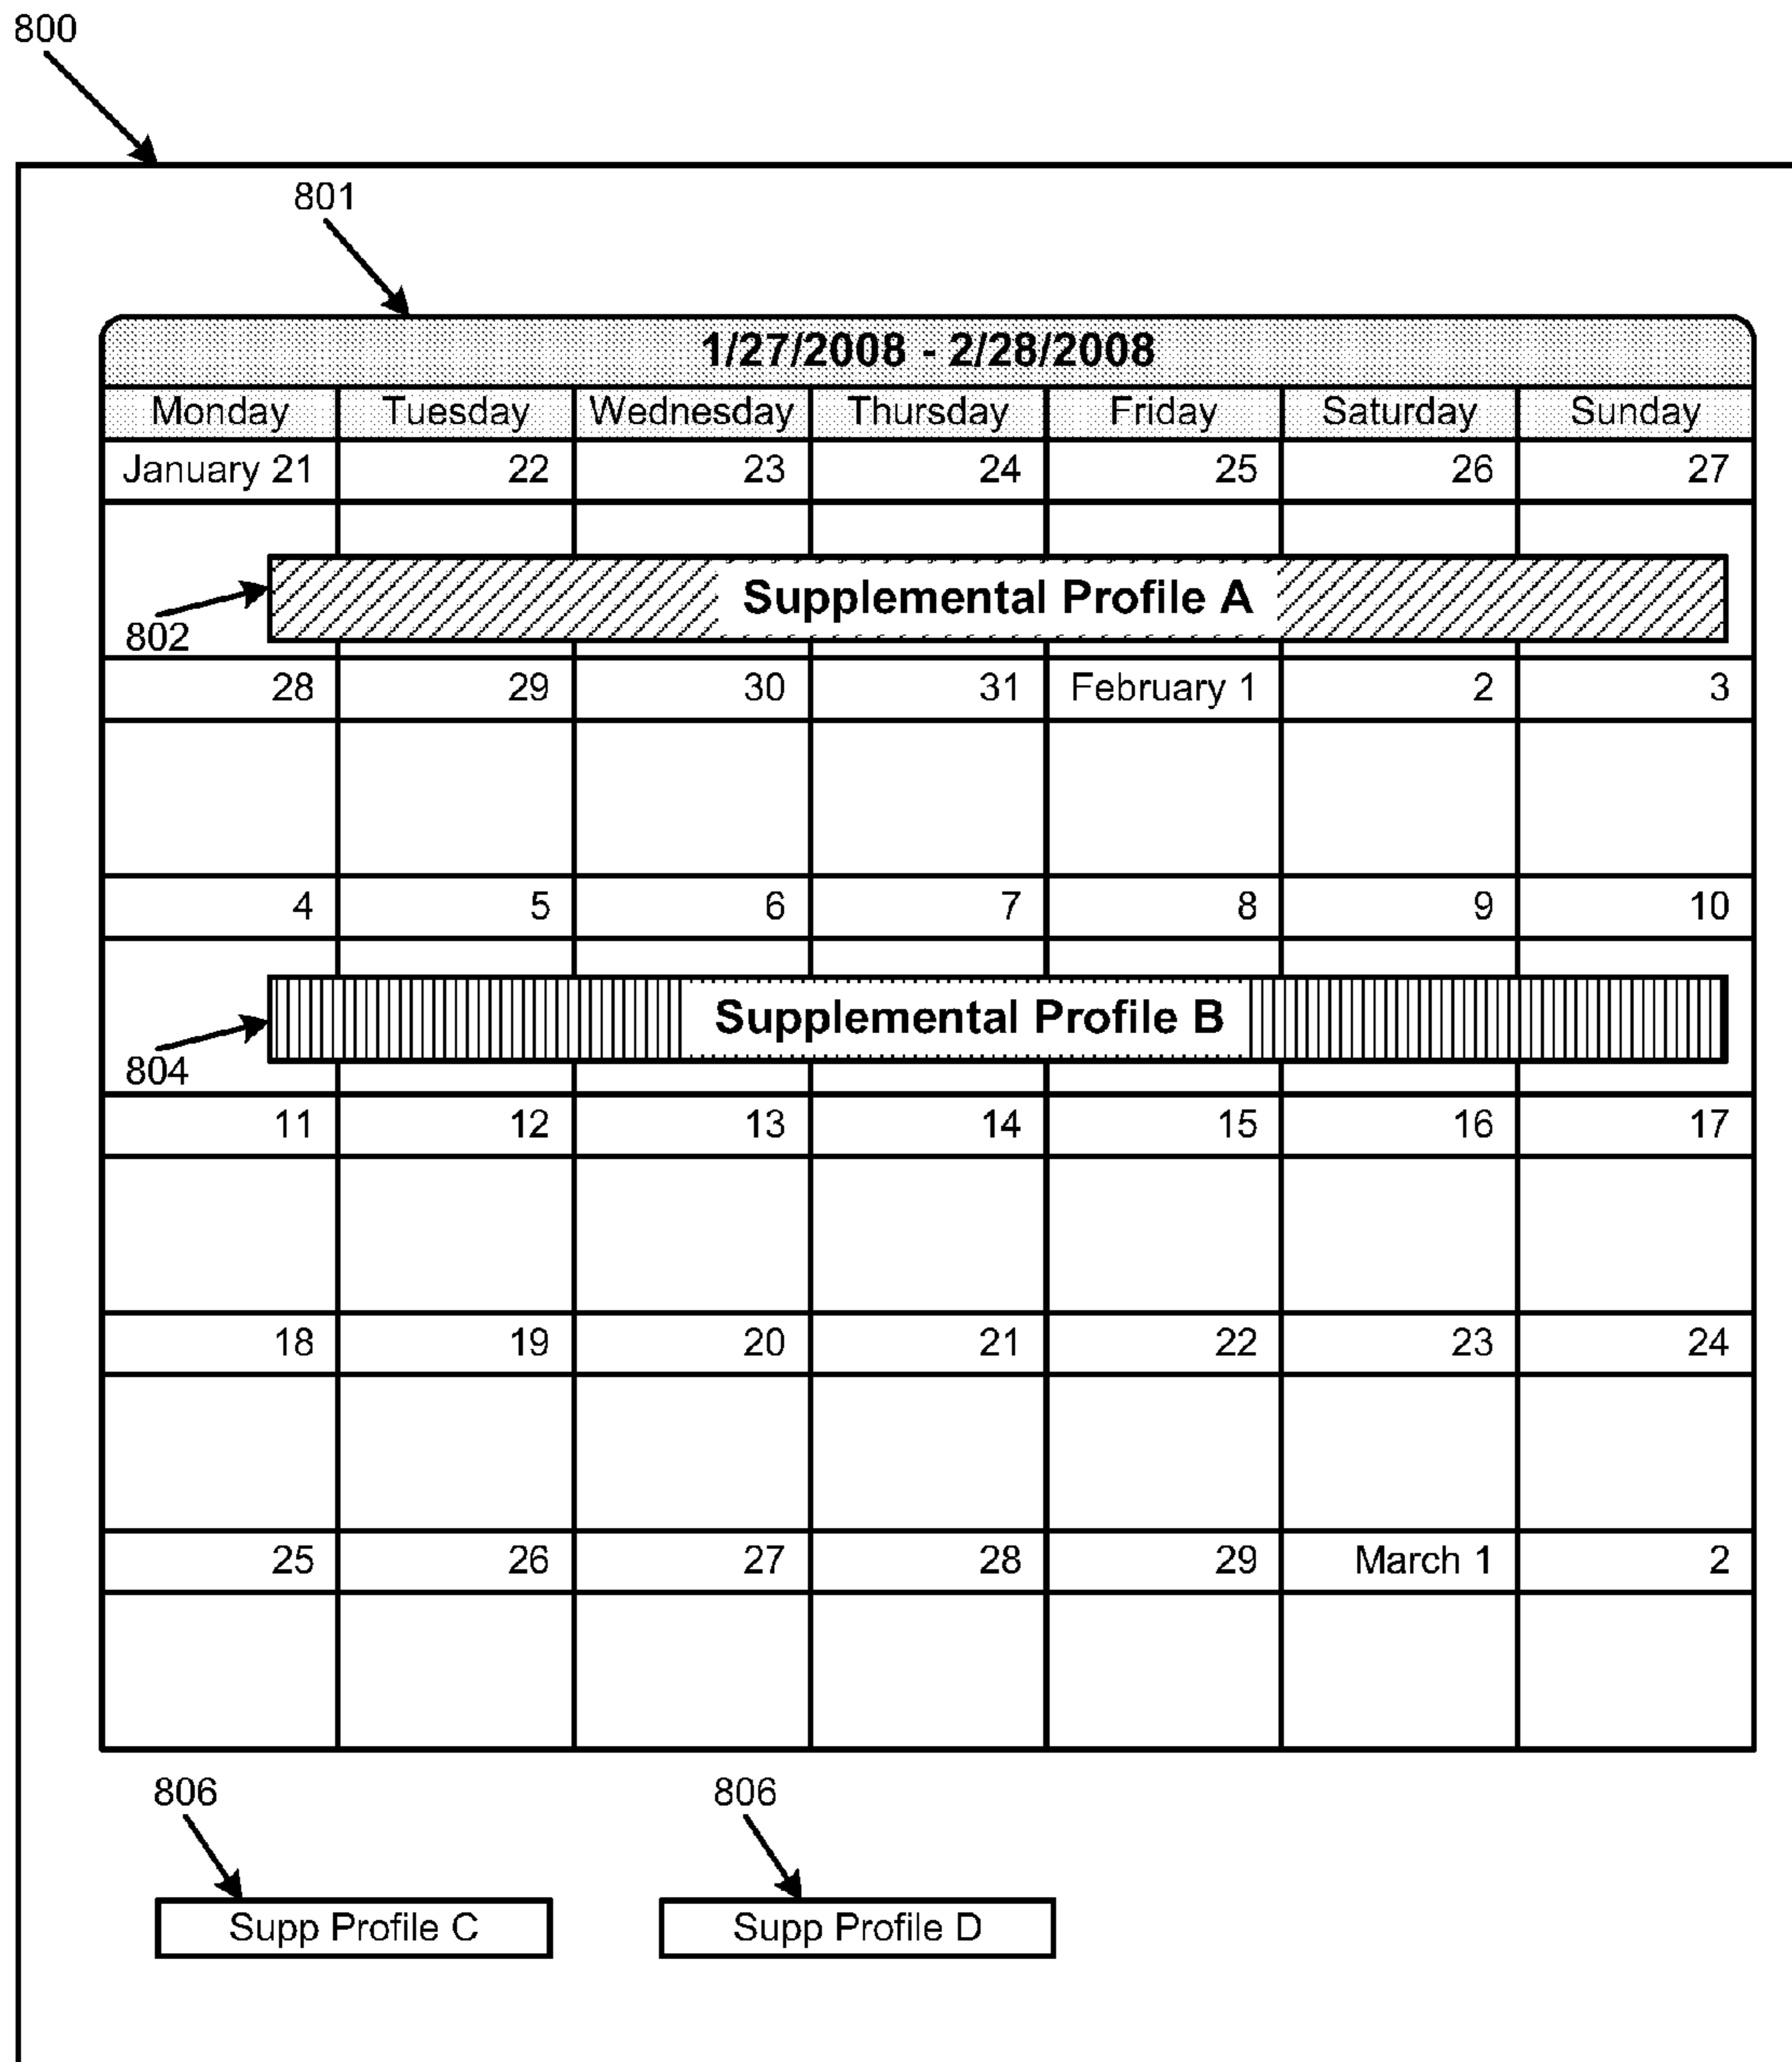 800
801
1/27/2008 - 2/28/2008
Monday Tuesday Wednesday Thursday Friday Saturday Sunday
January 21 22 23 24 25 26 27
Supplemental Profile A
802
28 29 30 31 February 1 2 3
4 5 6 7 8 9 10
Supplemental Profile B
804
11 12 13 14 15 16 17
18 19 20 21 22 23 24
25 26 27 28 29 March 1 2
806 806
Supp Profile C Supp Profile D